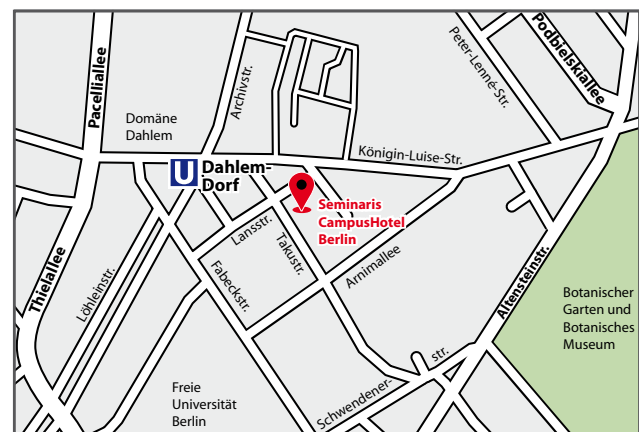 Pacelliallee
Archivstr.
Peter-Lenné-Str.
Podbielskiallee
Domäne
Dahlem
Königin-Luise-Str.
U
Dahlem-
Dorf
Seminaris
CampusHotel
Berlin
Lansstr.
Takustr.
Arnimallee
Fabeckstr.
Löhleinstr.
Thielallee
Altensteinstr.
Botanischer
Garten und
Botanisches
Museum
Freie
Universität
Berlin
Schwendener-
str.